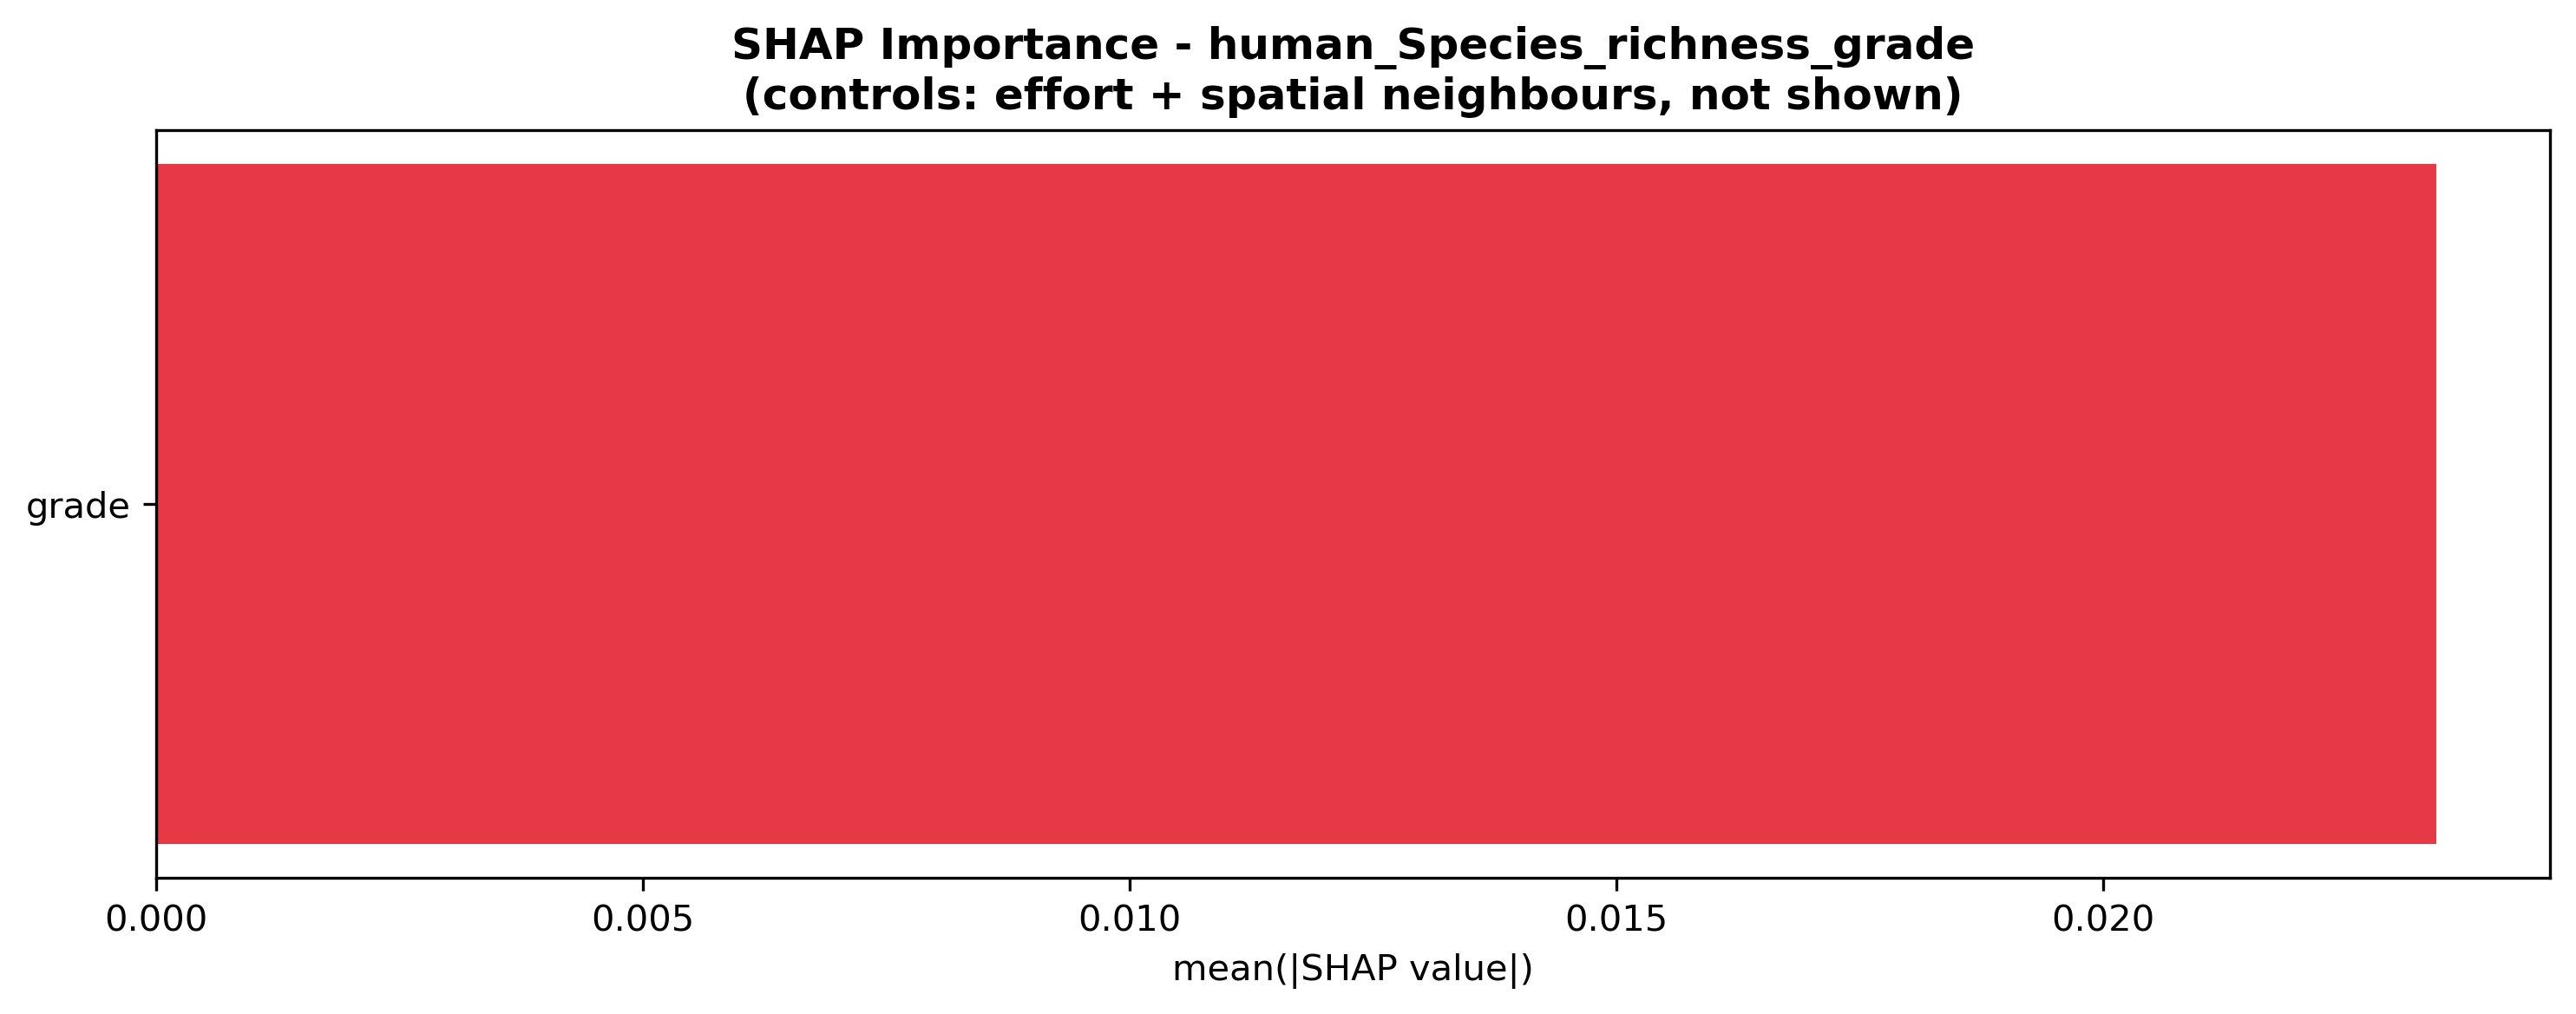 SHAP Importance - human_Species_richness_grade
(controls: effort + spatial neighbours, not shown)
grade
0.000 0.005 0.010 0.015 0.020
mean(|SHAP value|)